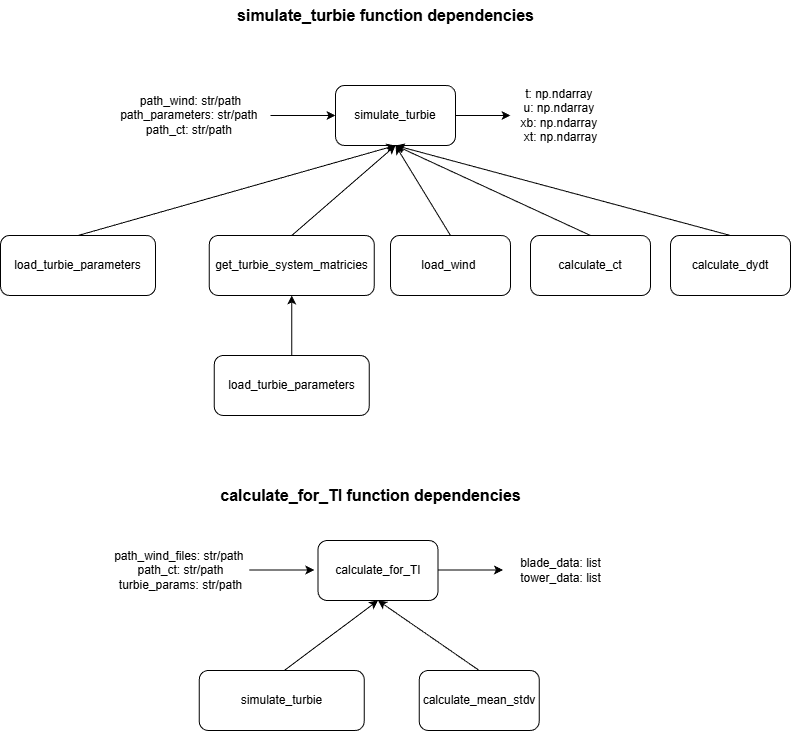 simulate_turbie function dependencies
path_wind: str/path
path_parameters: str/path
path_ct: str/path
simulate_turbie
t: np.ndarray
u: np.ndarray
xb: np.ndarray
xt: np.ndarray
load_turbie_parameters
get_turbie_system_matricies
load_wind
calculate_ct
calculate_dydt
load_turbie_parameters
calculate_for_TI function dependencies
path_wind_files: str/path
path_ct: str/path
turbie_params: str/path
calculate_for_TI
blade_data: list
tower_data: list
simulate_turbie
calculate_mean_stdv